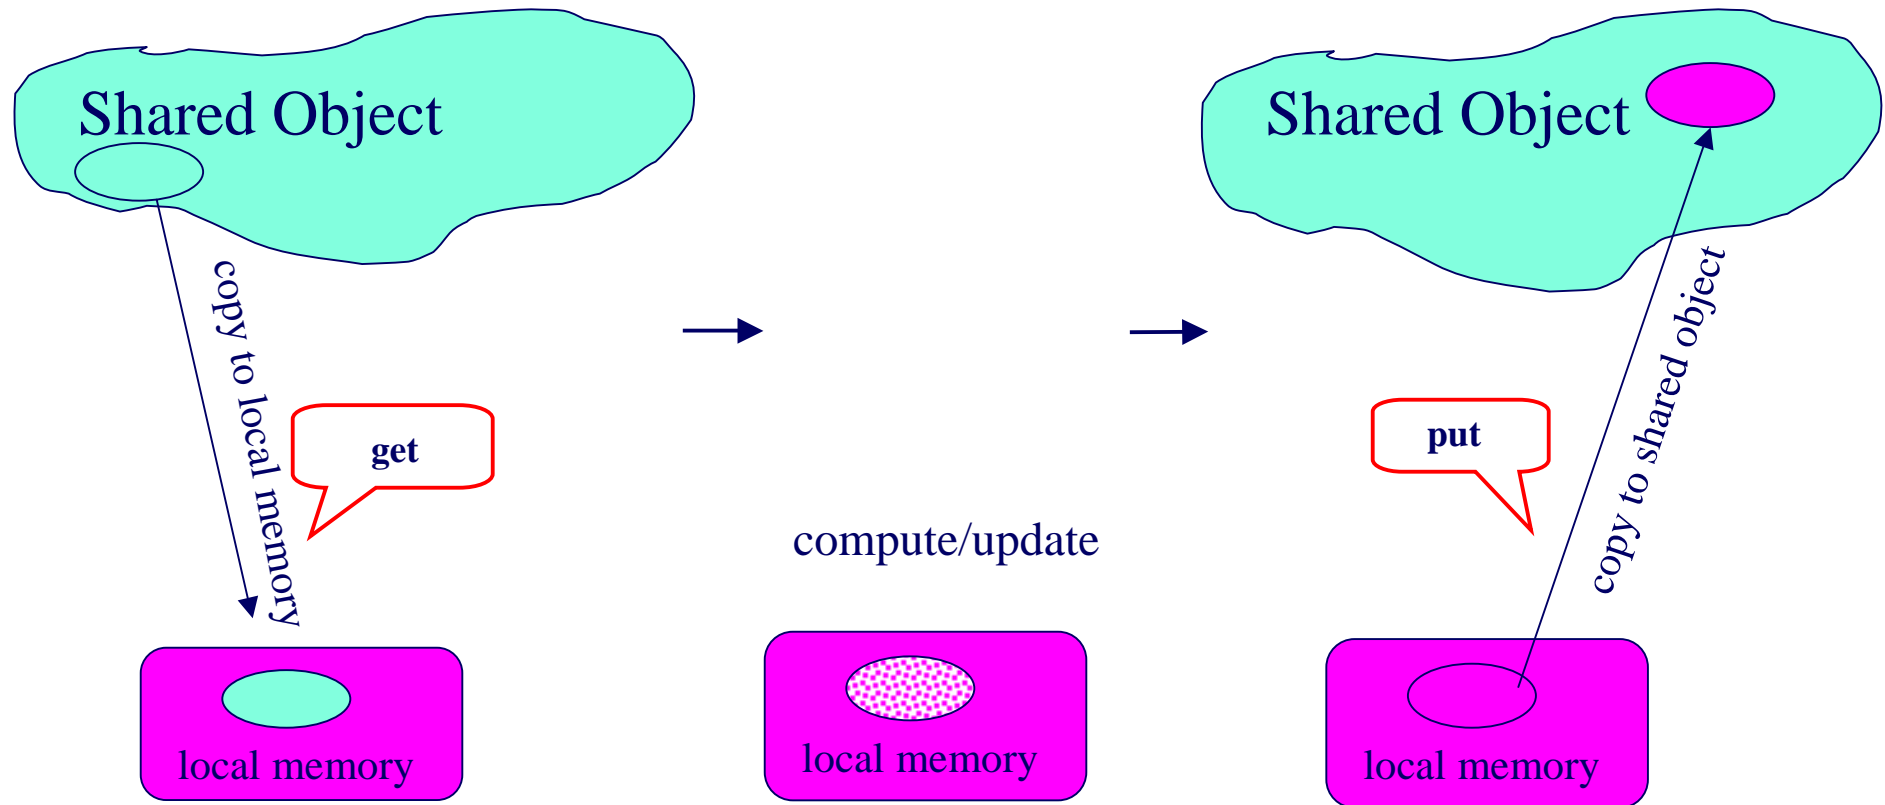 Shared Object
copy to local memory
get
local memory
compute/update
local memory
Shared Object
put
copy to shared object
local memory